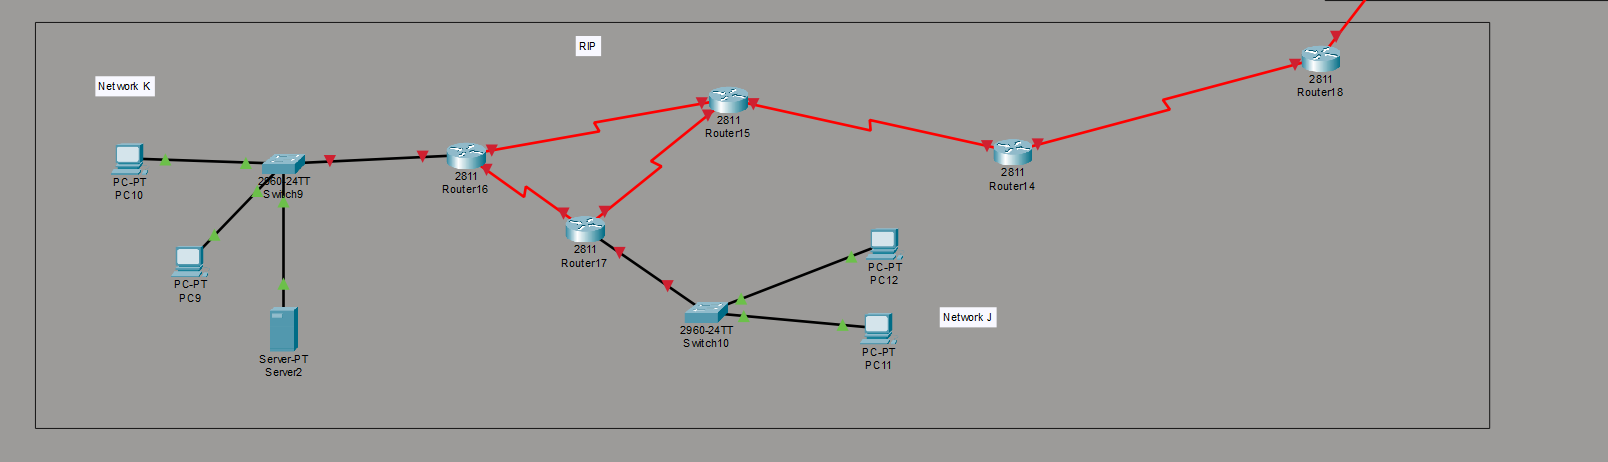 RIP
Network K
2811
Router18
2811
Router15
2811
Router16
2811
Router14
PC-PT
PC10
2960-24TT
Switch9
2811
Router17
PC-PT
PC9
PC-PT
PC12
Network J
2960-24TT
Switch10
PC-PT
PC11
Server-PT
Server2